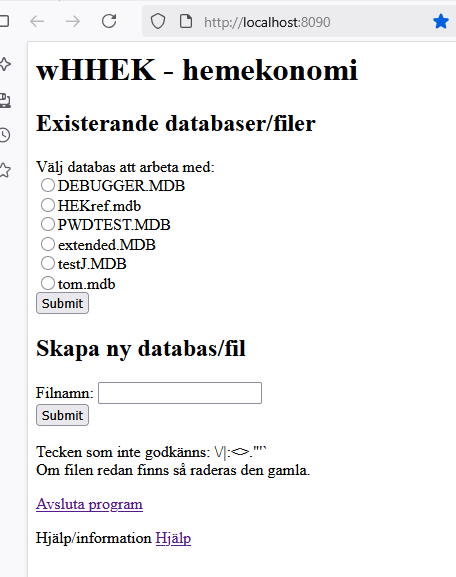 http://localhost:8090
wHHEK - hemekonomi
Existerande databaser/filer
Välj databas att arbeta med:
DEBUGGER.MDB
HEKref.mdb
PWDTEST.MDB
extended.MDB
testJ.MDB
tom.mdb
Submit
Skapa ny databas/fil
Filnamn:
Submit
Tecken som inte godkänns: \/|:<>."'`
Om filen redan finns så raderas den gamla.
Avsluta program
Hjälp/information Hjälp